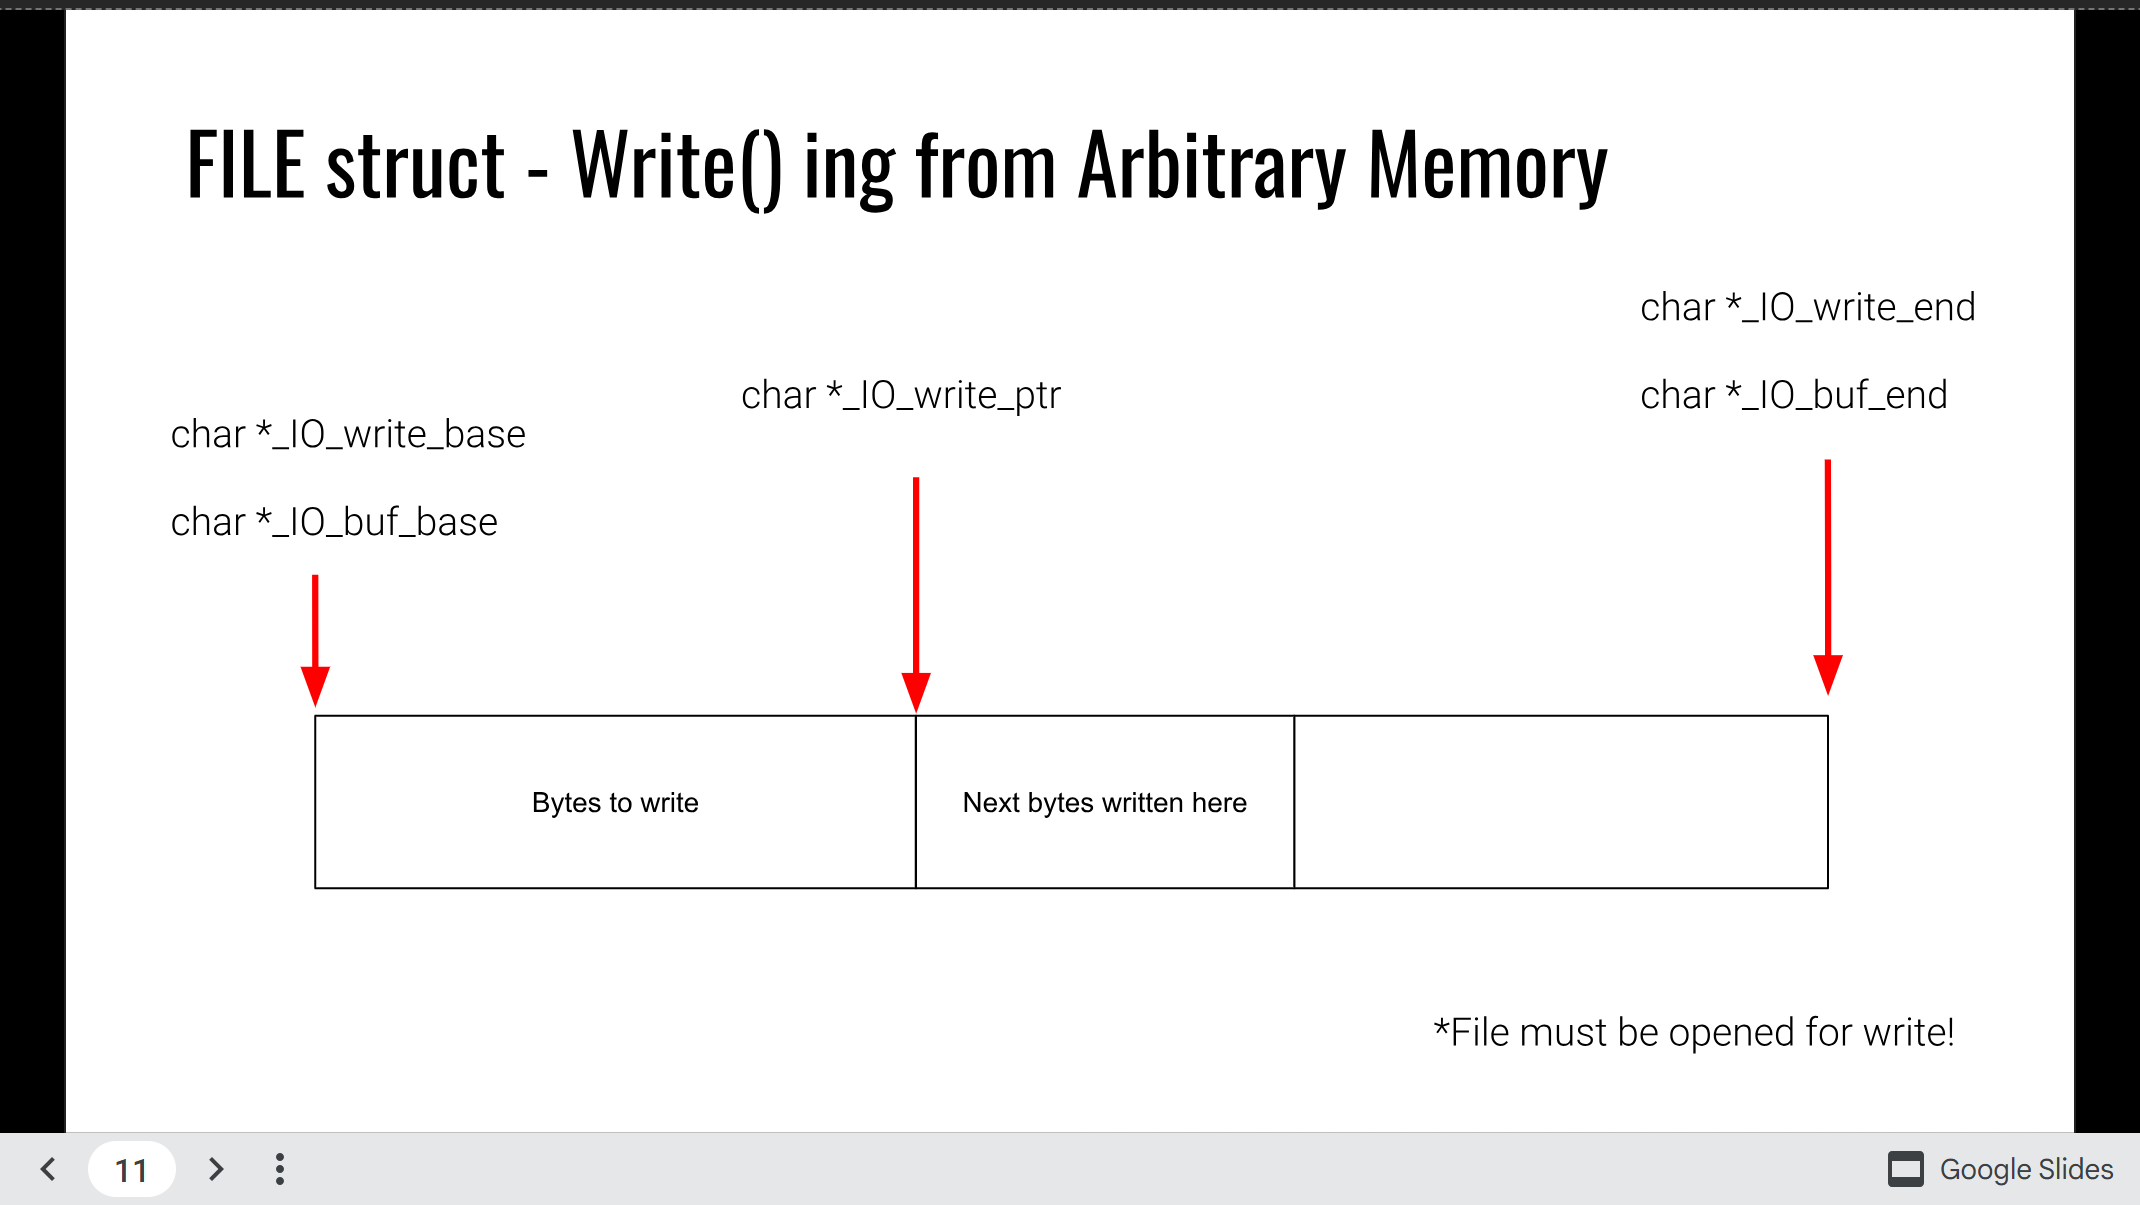 FILE struct - Write() ing from Arbitrary Memory
char *_IO_write_end
char *_IO_write_ptr
char *_IO_buf_end
char *_IO_write_base
char *_IO_buf_base
Bytes to write
Next bytes written here
*File must be opened for write!
11
Google Slides